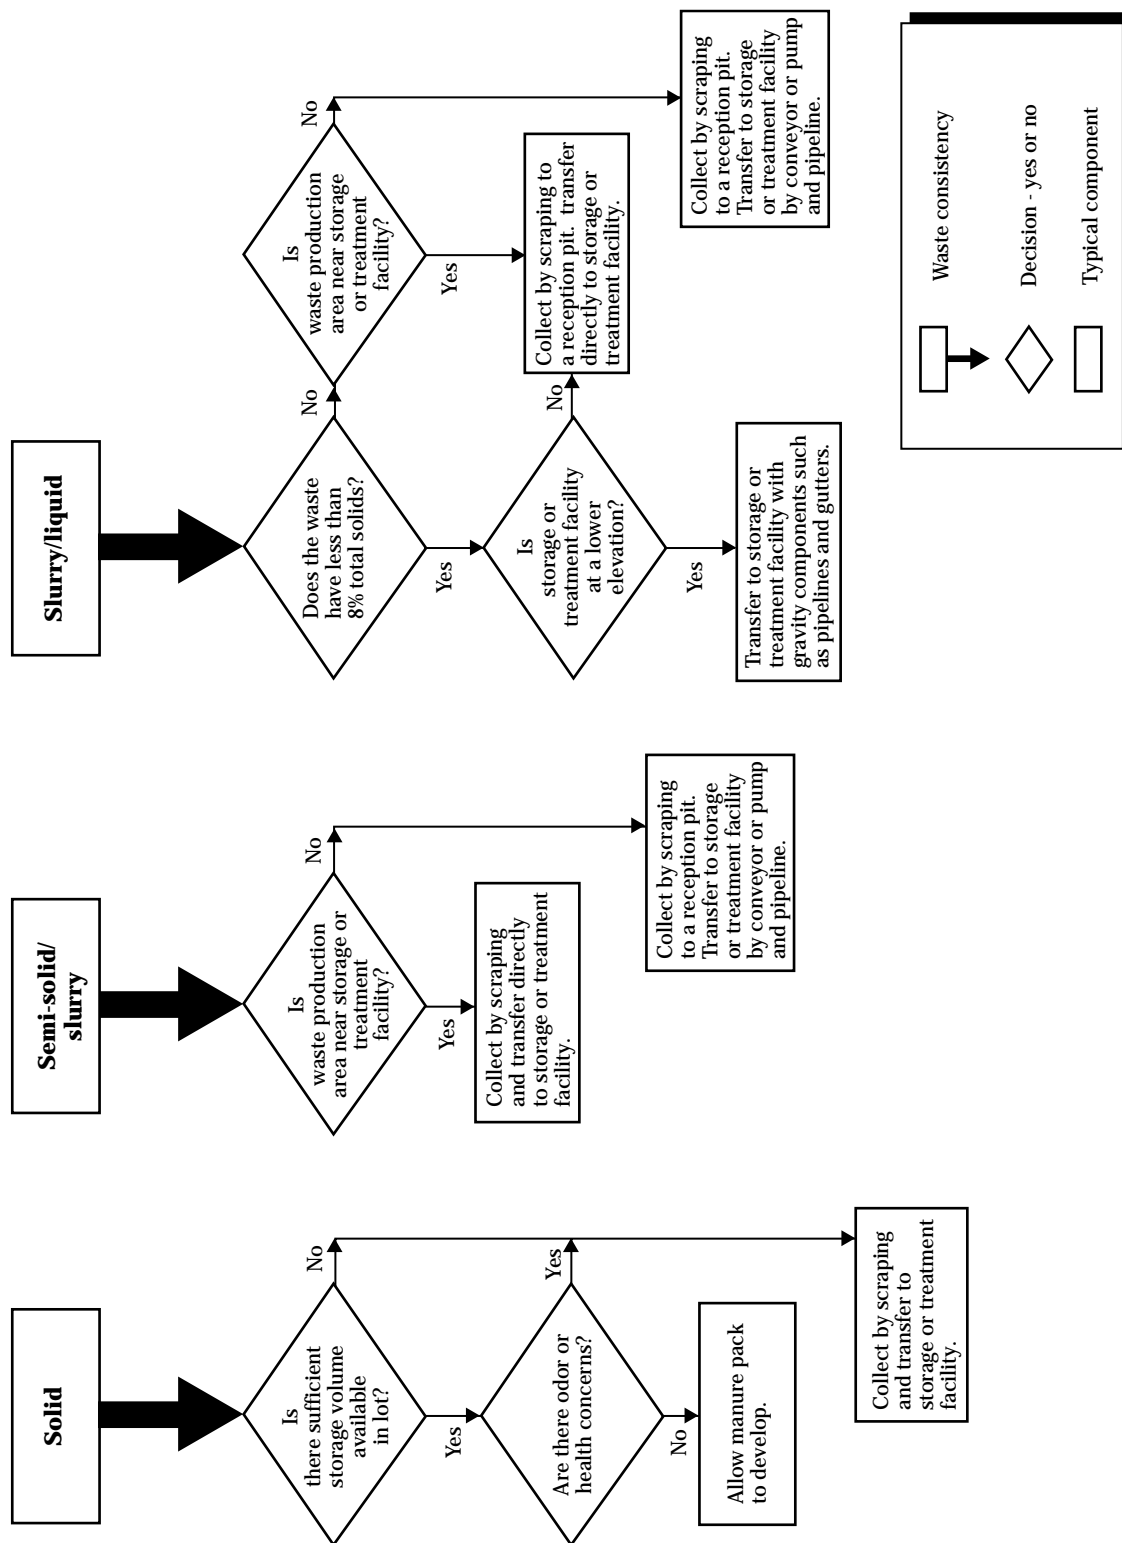 Solid
Is
there sufficient
storage volume
available
in lot?
No
Yes
Are there odor or
health concerns?
Yes
No
Allow manure pack
to develop.
Collect by scraping
and transfer to
storage or treatment
facility.
Semi-solid/
slurry
Is
waste production
area near storage or
treatment
facility?
No
Yes
Collect by scraping
and transfer directly
to storage or treatment
facility.
Collect by scraping
to a reception pit.
Transfer to storage
or treatment facility
by conveyor or pump
and pipeline.
Slurry/liquid
Does the waste
have less than
8% total solids?
No
Yes
Is
waste production
area near storage
or treatment
facility?
No
Yes
Is
storage or
treatment facility
at a lower
elevation?
No
Yes
Collect by scraping to
a reception pit. transfer
directly to storage or
treatment facility.
Collect by scraping
to a reception pit.
Transfer to storage
or treatment facility
by conveyor or pump
and pipeline.
Transfer to storage or
treatment facility with
gravity components such
as pipelines and gutters.
Waste consistency
Decision - yes or no
Typical component